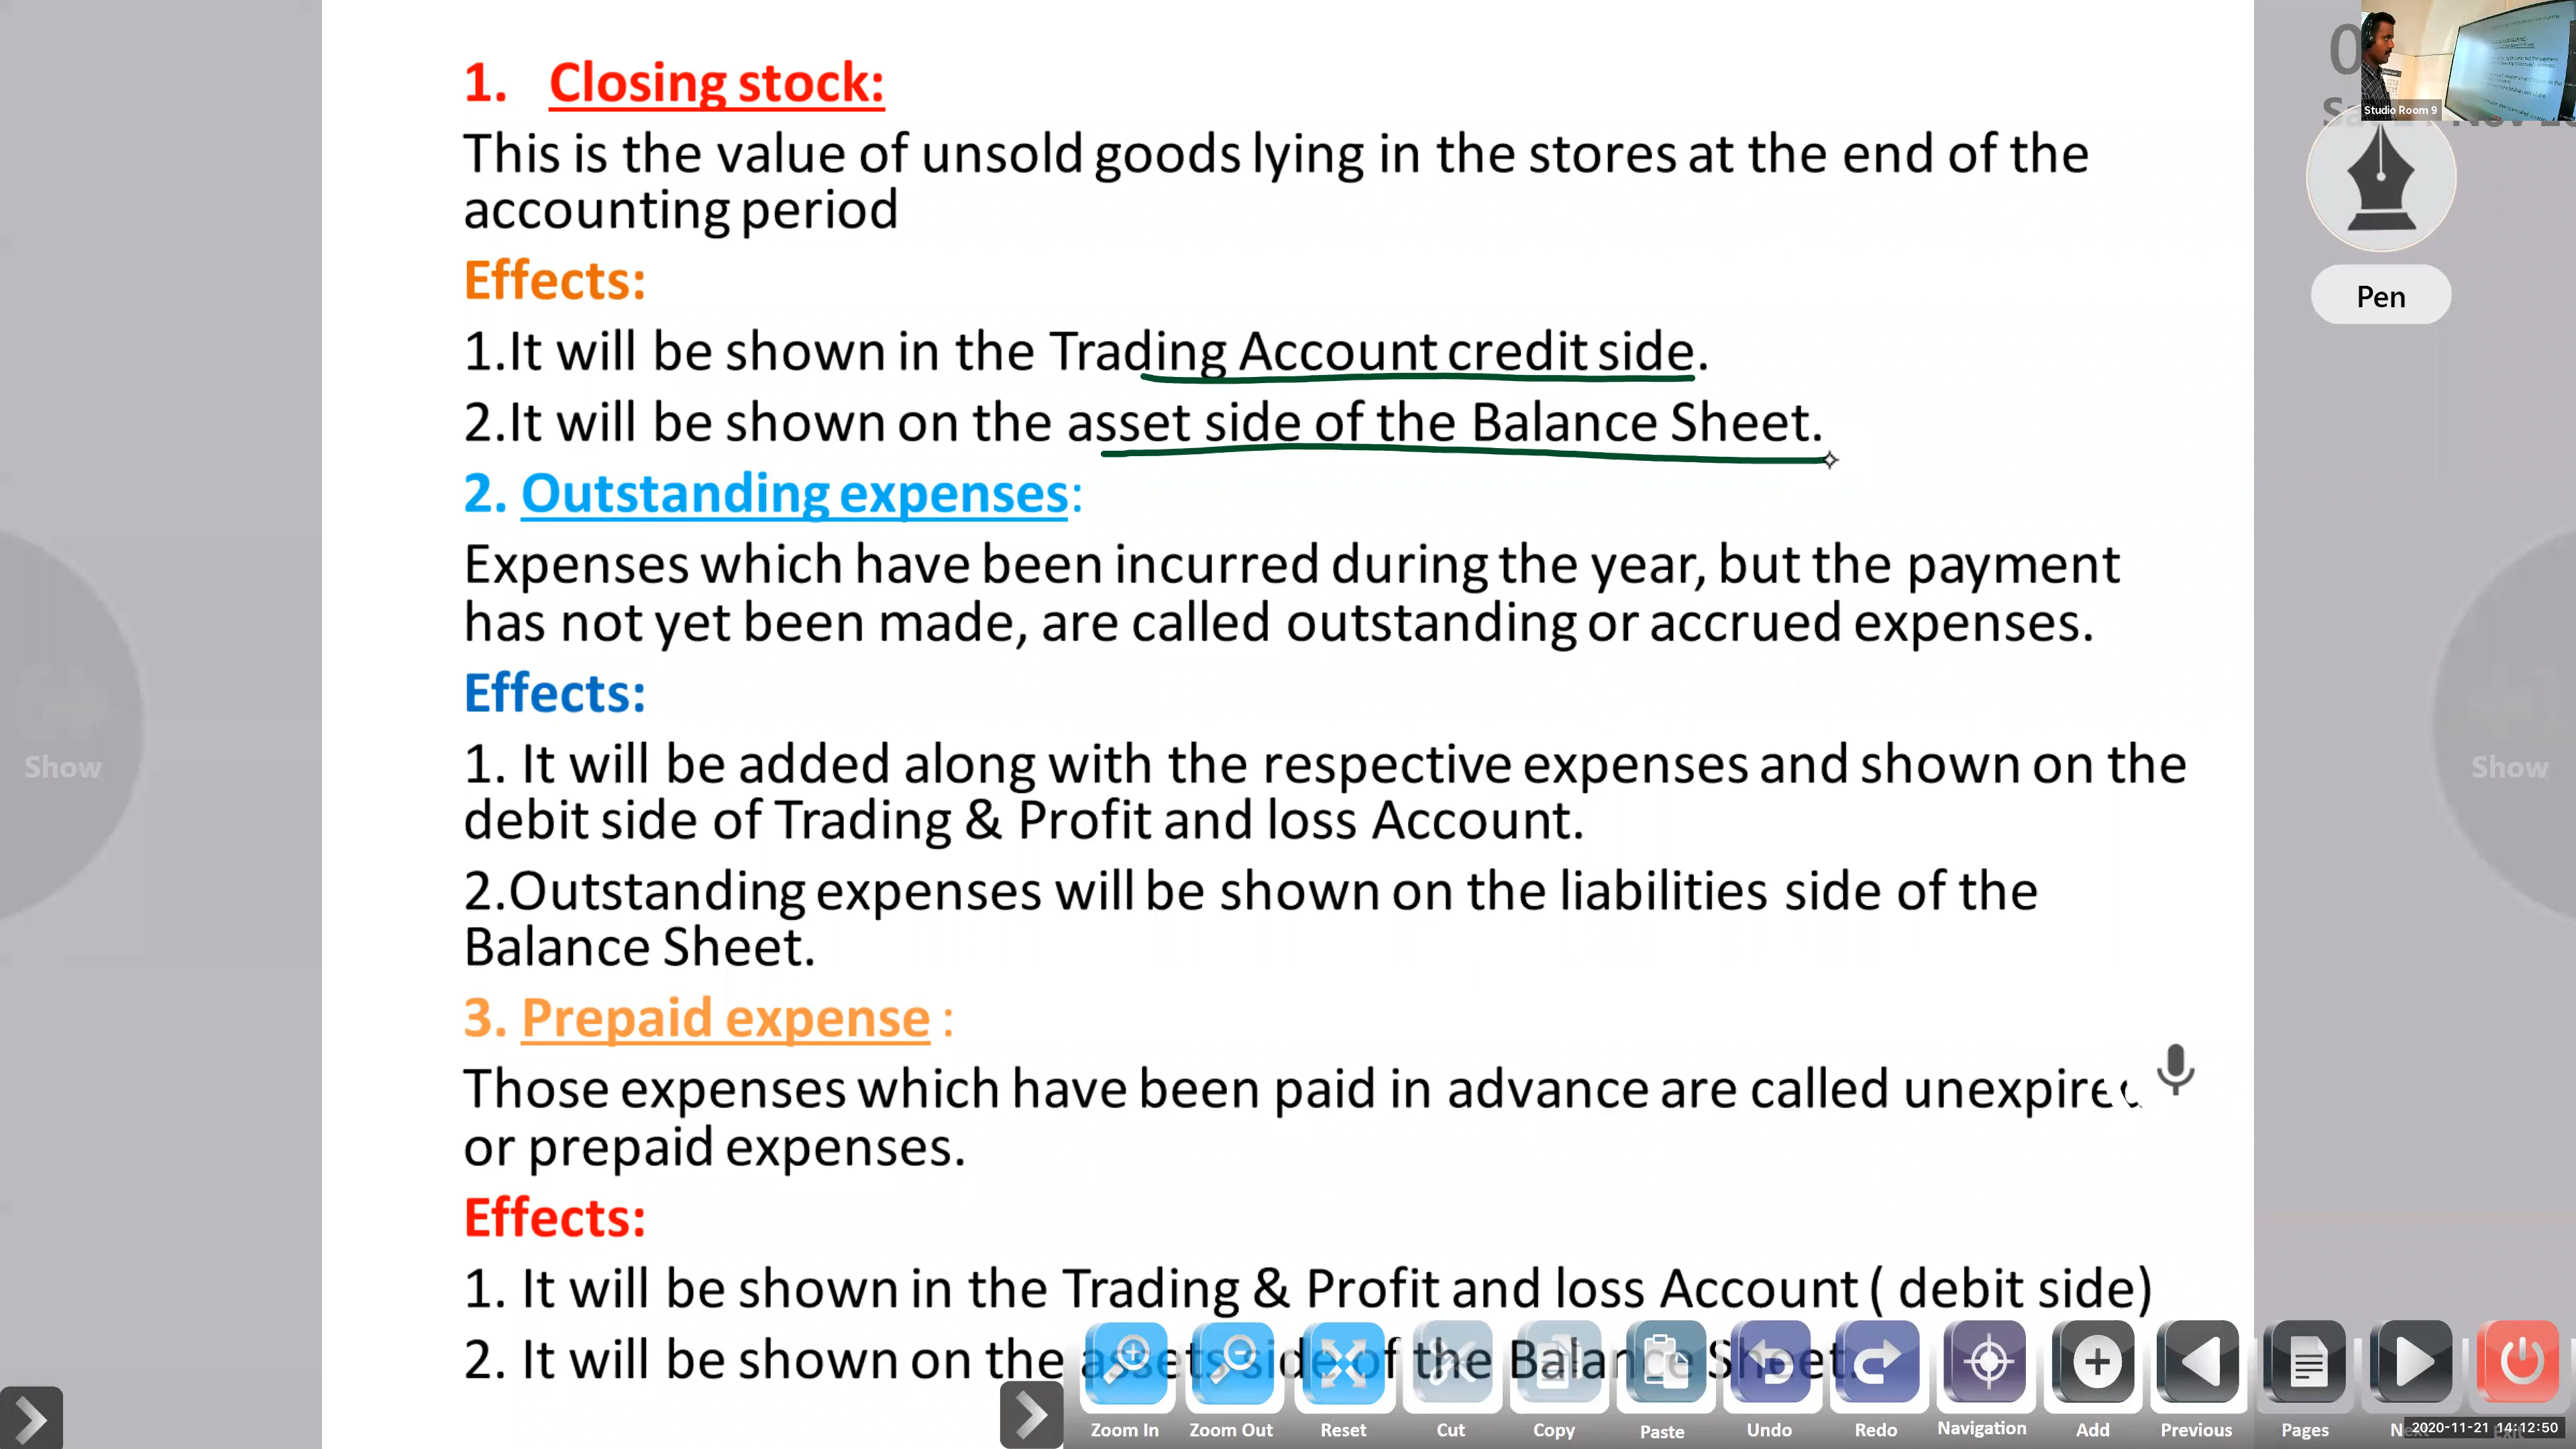 1. Closing stock:
This is the value of unsold goods lying in the stores at the end of the
accounting period
Effects:
1.It will be shown in the Trading Account credit side.
2.It will be shown on the asset side of the Balance Sheet.
2. Outstanding expenses:
Expenses which have been incurred during the year, but the payment
has not yet been made, are called outstanding or accrued expenses.
Effects:
1. It will be added along with the respective expenses and shown on the
debit side of Trading & Profit and loss Account.
2.Outstanding expenses will be shown on the liabilities side of the
Balance Sheet.
3. Prepaid expense :
Those expenses which have been paid in advance are called unexpired
or prepaid expenses.
Effects:
1. It will be shown in the Trading & Profit and loss Account ( debit side)
2. It will be shown on the assets side of the Balance Sheet.
Studio Room 9
Pen
Show
Show
Zoom In
Zoom Out
Reset
Cut
Copy
Paste
Undo
Redo
Navigation
Add
Previous
Pages
2020-11-21 14:12:50